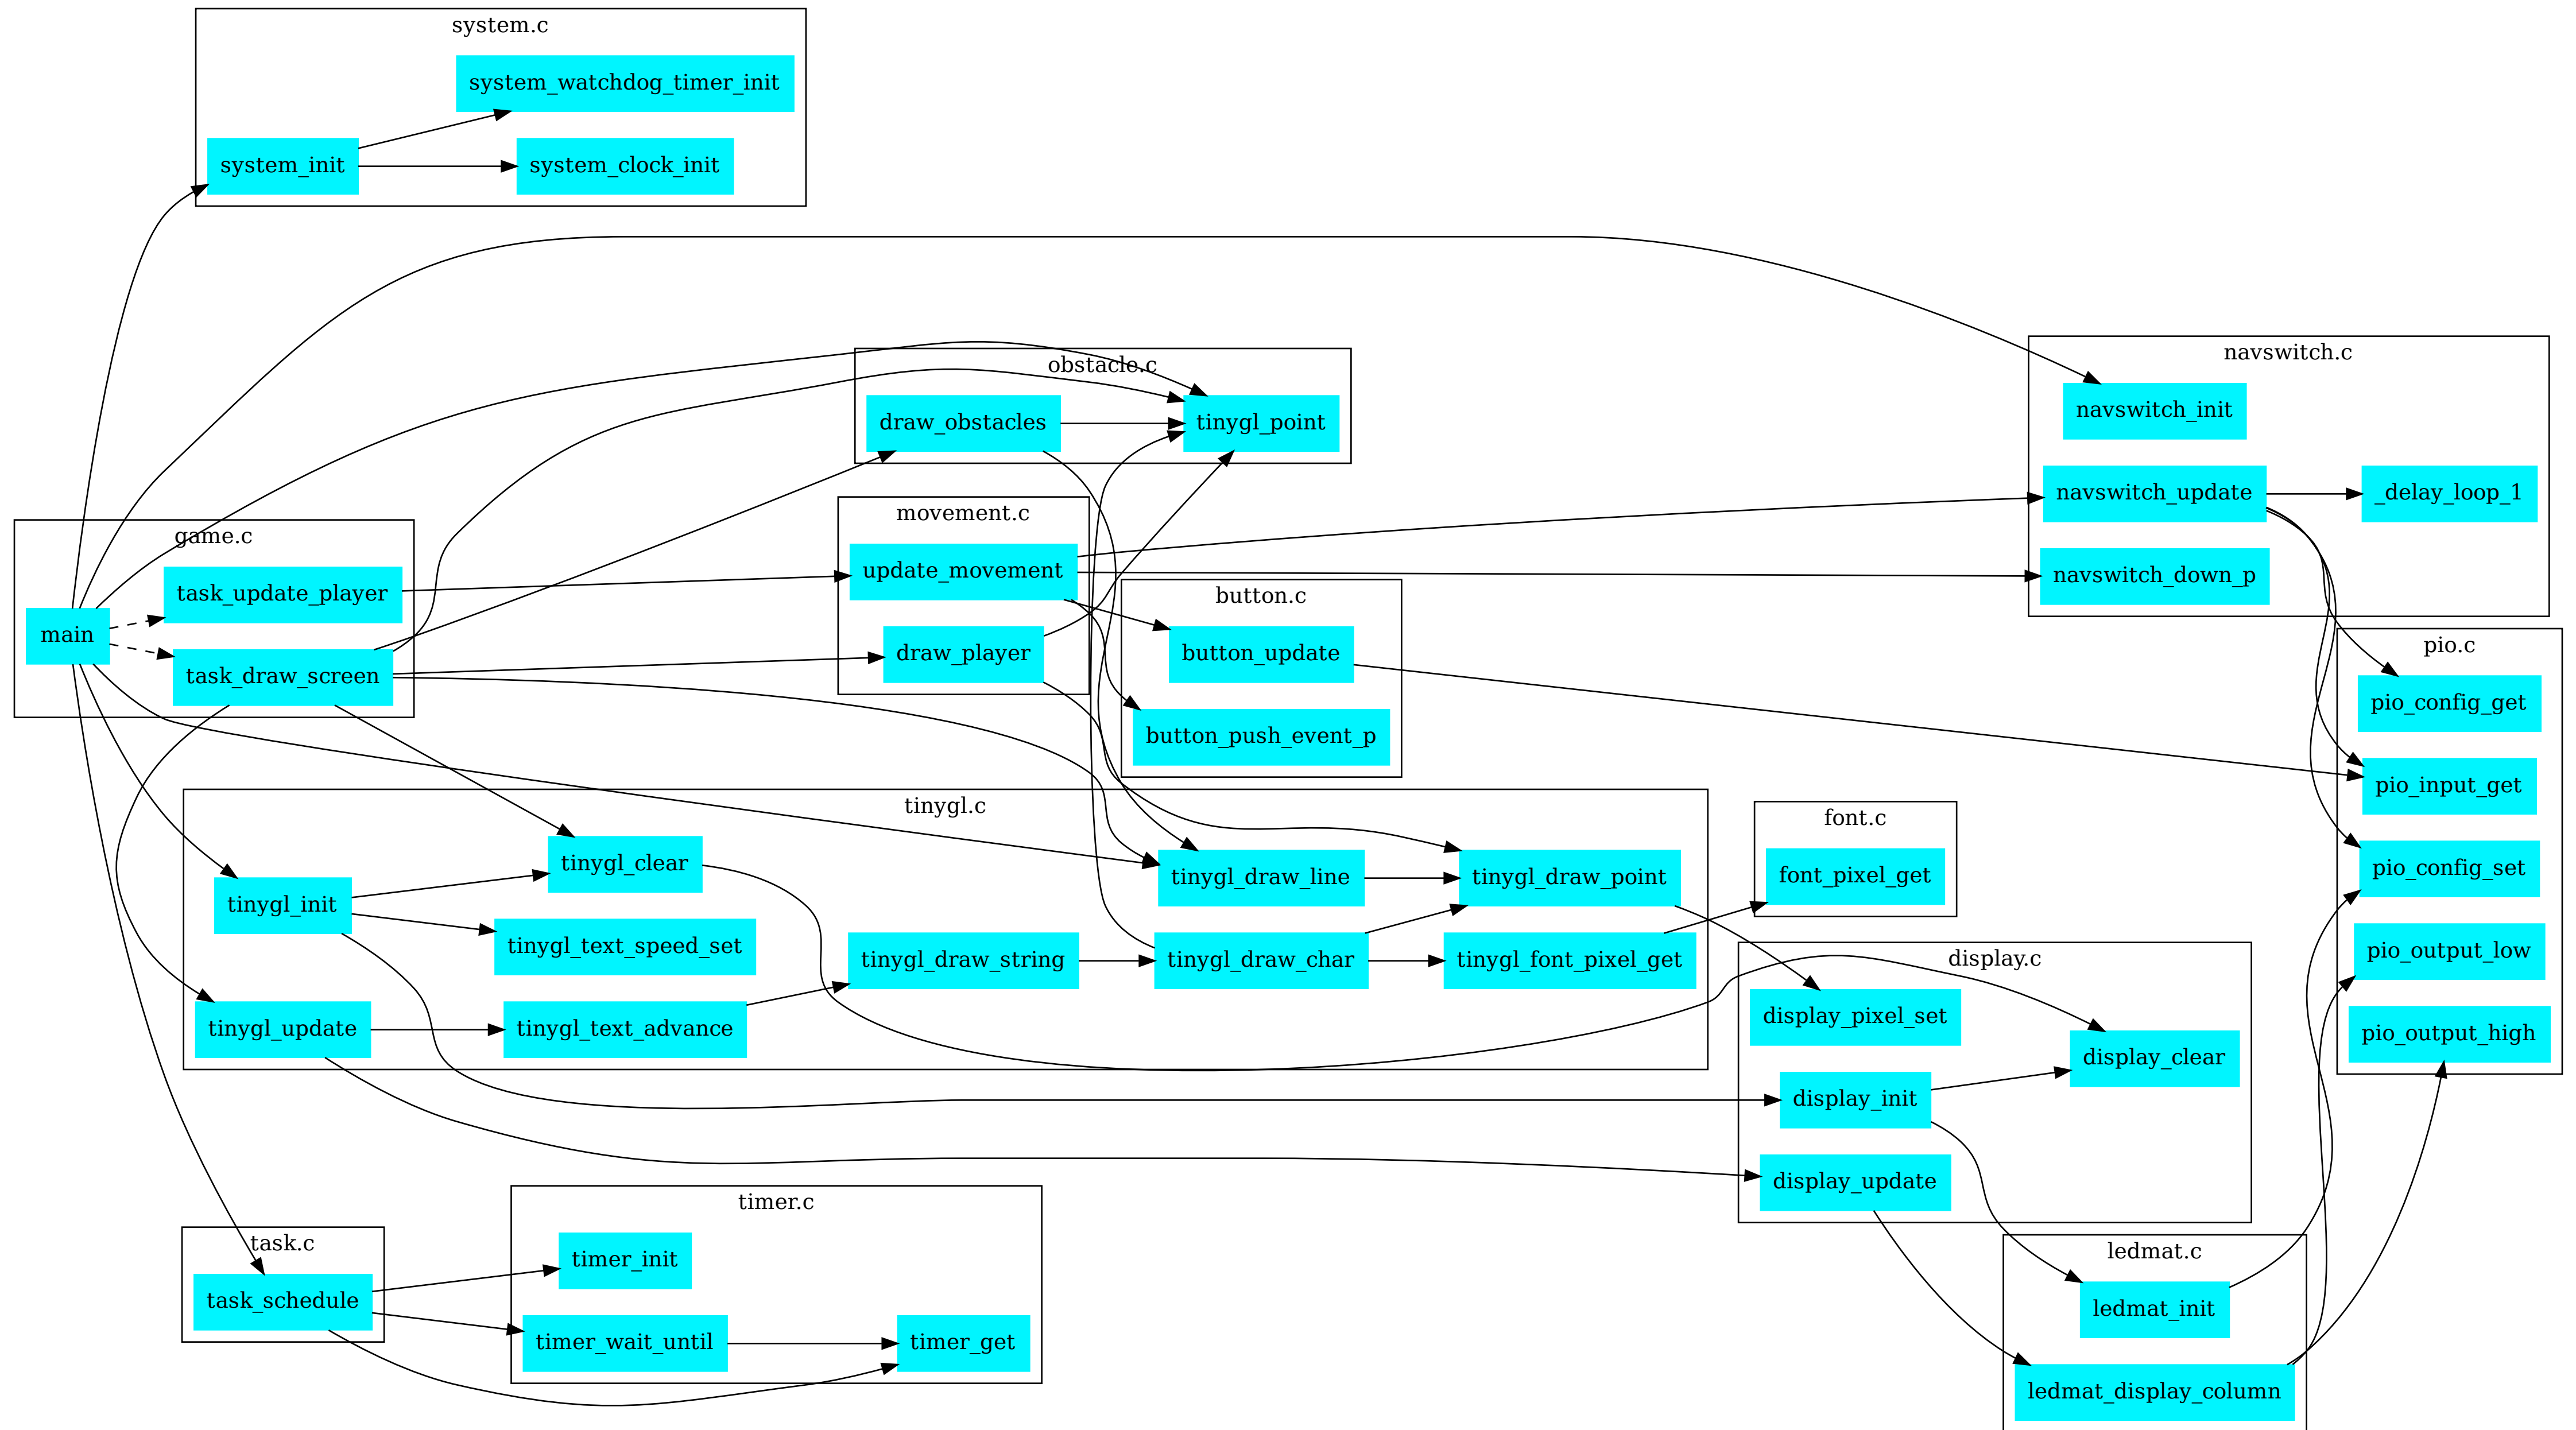 system.c
system_watchdog_timer_init
system_init
system_clock_init
obstacle.c
draw_obstacles
tinygl_point
navswitch.c
navswitch_init
navswitch_update
_delay_loop_1
navswitch_down_p
game.c
task_update_player
main
task_draw_screen
movement.c
update_movement
draw_player
button.c
button_update
button_push_event_p
pio.c
pio_config_get
pio_input_get
pio_config_set
pio_output_low
pio_output_high
tinygl.c
tinygl_clear
tinygl_init
tinygl_text_speed_set
tinygl_update
tinygl_text_advance
tinygl_draw_string
tinygl_draw_line
tinygl_draw_char
tinygl_draw_point
tinygl_font_pixel_get
font.c
font_pixel_get
display.c
display_pixel_set
display_clear
display_init
display_update
timer.c
timer_init
timer_wait_until
timer_get
task.c
task_schedule
ledmat.c
ledmat_init
ledmat_display_column